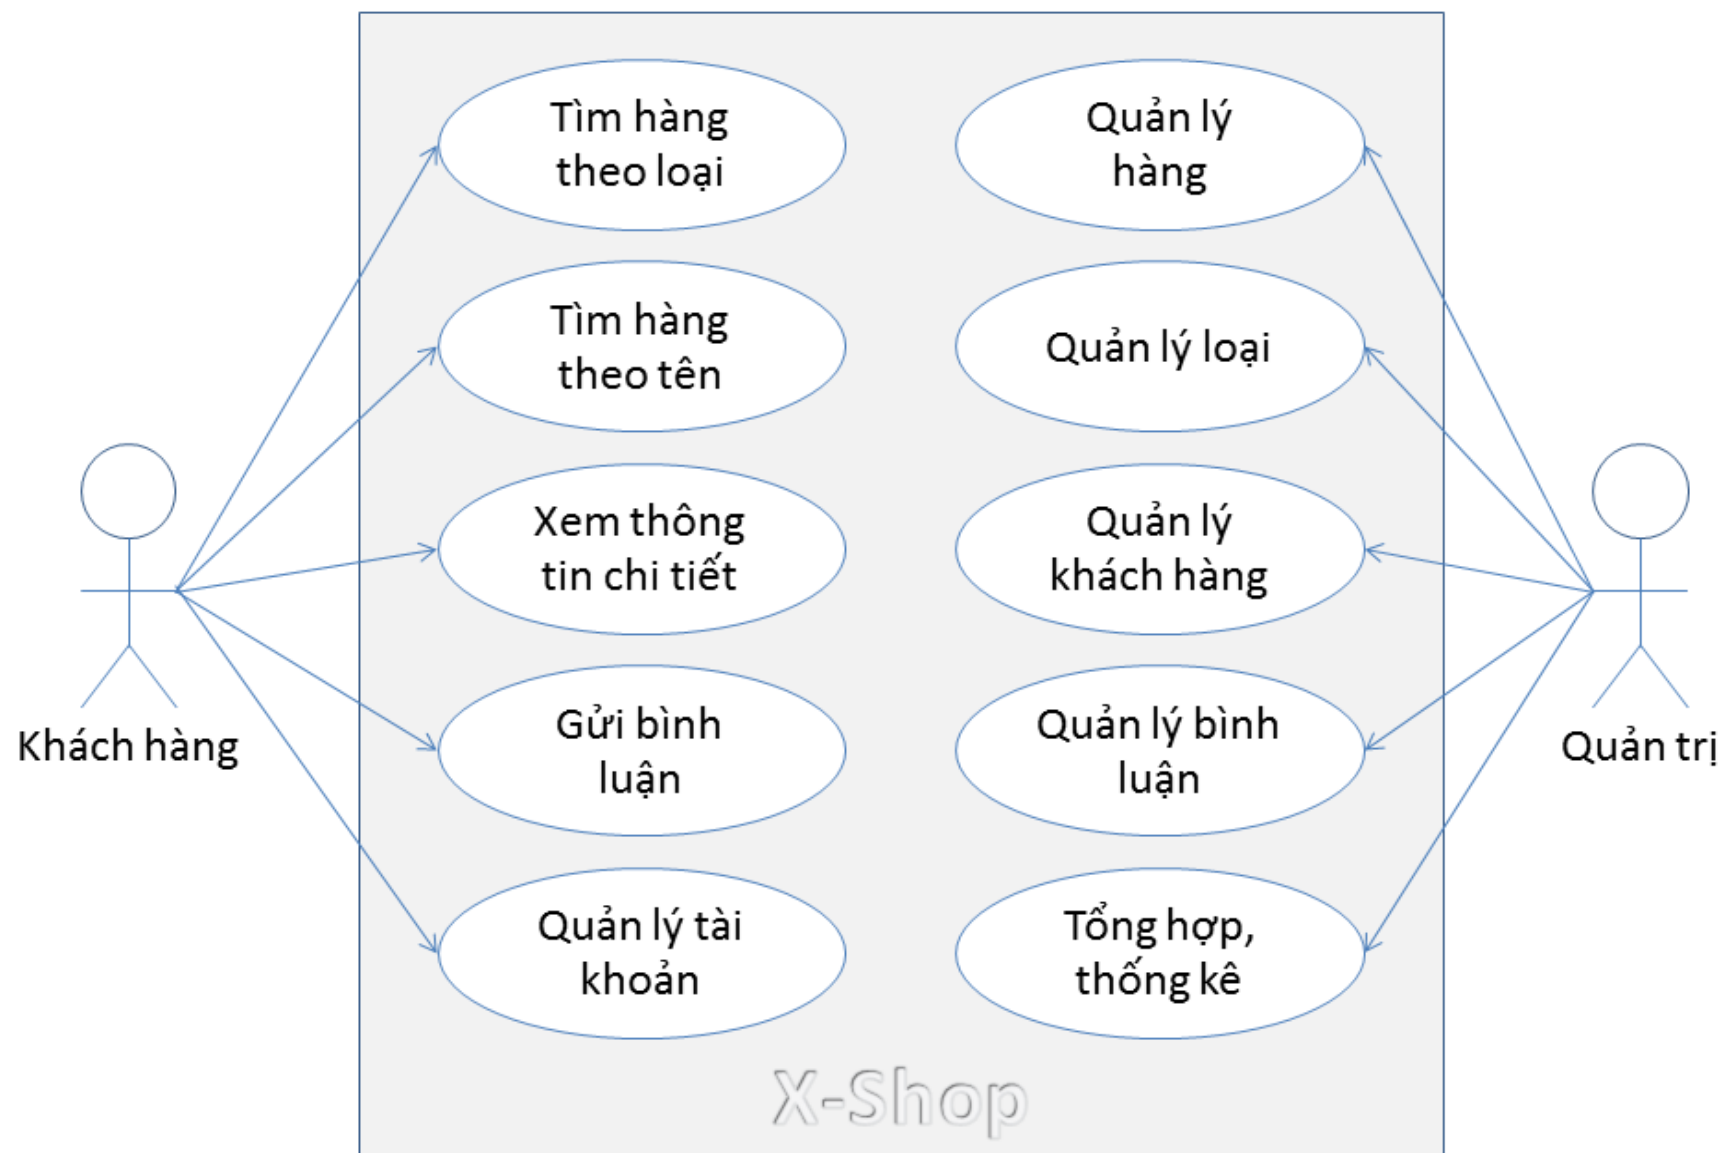 Tìm hàng
theo loại
Quản lý
hàng
Tìm hàng
theo tên
Quản lý loại
Xem thông
tin chi tiết
Quản lý
khách hàng
Khách hàng
Gửi bình
luận
Quản lý bình
luận
Quản trị
Quản lý tài
khoản
Tổng hợp,
thống kê
X-Shop